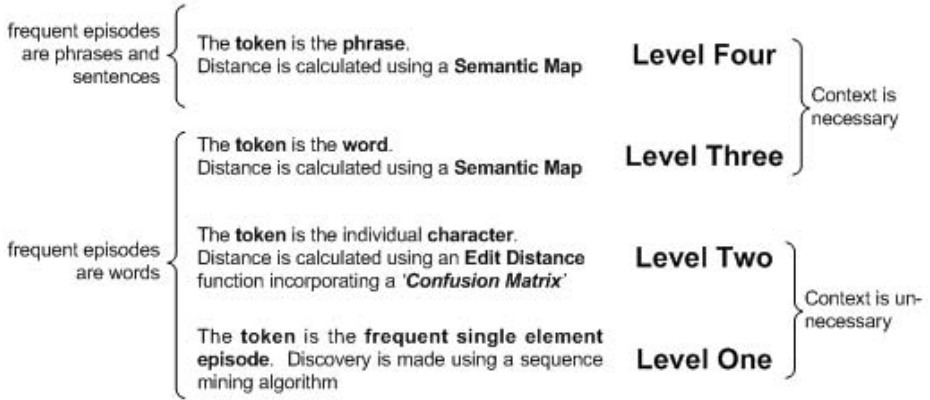 frequent episodes
are phrases and
sentences
The token is the phrase.
Distance is calculated using a Semantic Map
Level Four
Context is
necessary
The token is the word.
Distance is calculated using a Semantic Map
Level Three
frequent episodes
are words
The token is the individual character.
Distance is calculated using an Edit Distance
function incorporating a 'Confusion Matrix'
Level Two
Context is un-
necessary
The token is the frequent single element
episode. Discovery is made using a sequence
mining algorithm
Level One